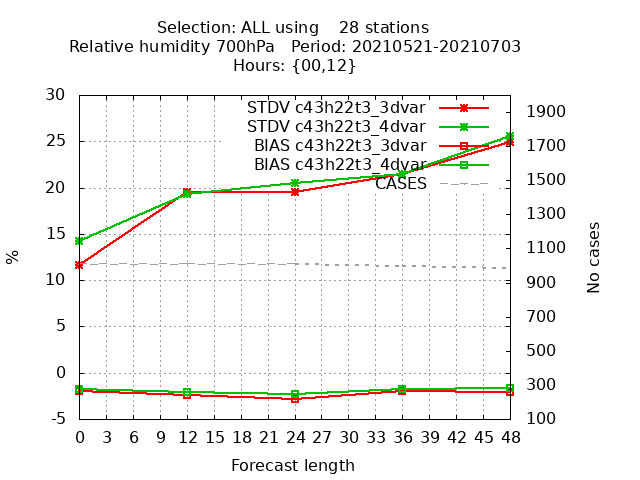 Selection: ALL using    28 stations
Relative humidity 700hPa   Period: 20210521-20210703
Hours: {00,12}
STDV c43h22t3_3dvar
STDV c43h22t3_4dvar
BIAS c43h22t3_3dvar
BIAS c43h22t3_4dvar
CASES
30
25
20
15
10
5
0
-5
%
1900
1700
1500
1300
1100
900
700
500
300
100
No cases
0 3 6 9 12 15 18 21 24 27 30 33 36 39 42 45 48
Forecast length